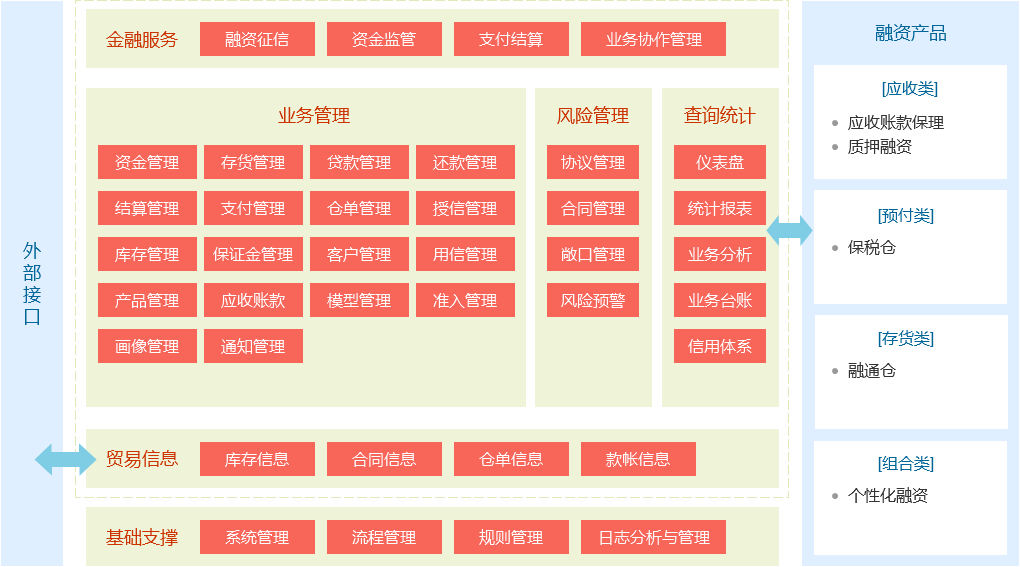 外
部
接
口
金融服务
融资征信
资金监管
支付结算
业务协作管理
业务管理
资金管理 存货管理 贷款管理 还款管理
结算管理 支付管理 仓单管理 授信管理
库存管理 保证金管理 客户管理 用信管理
产品管理 应收账款 模型管理 准入管理
画像管理 通知管理
风险管理
协议管理
合同管理
敞口管理
风险预警
查询统计
仪表盘
统计报表
业务分析
业务台账
信用体系
贸易信息
库存信息
合同信息
仓单信息
款帐信息
基础支撑
系统管理
流程管理
规则管理
日志分析与管理
融资产品
[应收类]
应收账款保理
质押融资
[预付类]
保税仓
[存货类]
融通仓
[组合类]
个性化融资